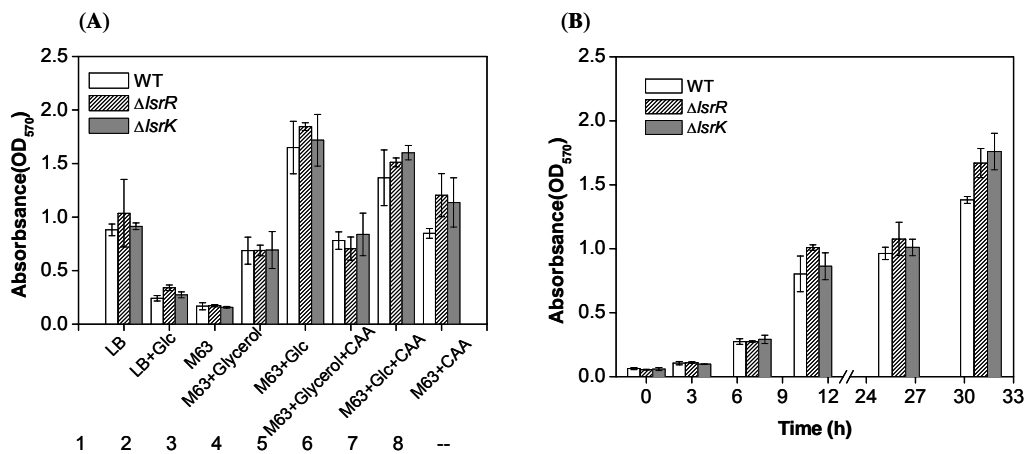 (A)
2.5
2.0
1.5
1.0
0.5
0.0
Absorbsance(OD570)
WT
ΔlsrR
ΔlsrK
LB
LB+Glc
M63
M63+Glycerol
M63+Glc
M63+Glycerol+CAA
M63+Glc+CAA
M63+CAA
1 2 3 4 5 6 7 8 --
(B)
2.5
2.0
1.5
1.0
0.5
0.0
Absorbsance(OD570)
WT
ΔlsrR
ΔlsrK
0 3 6 9 12 24 27 30 33
Time (h)